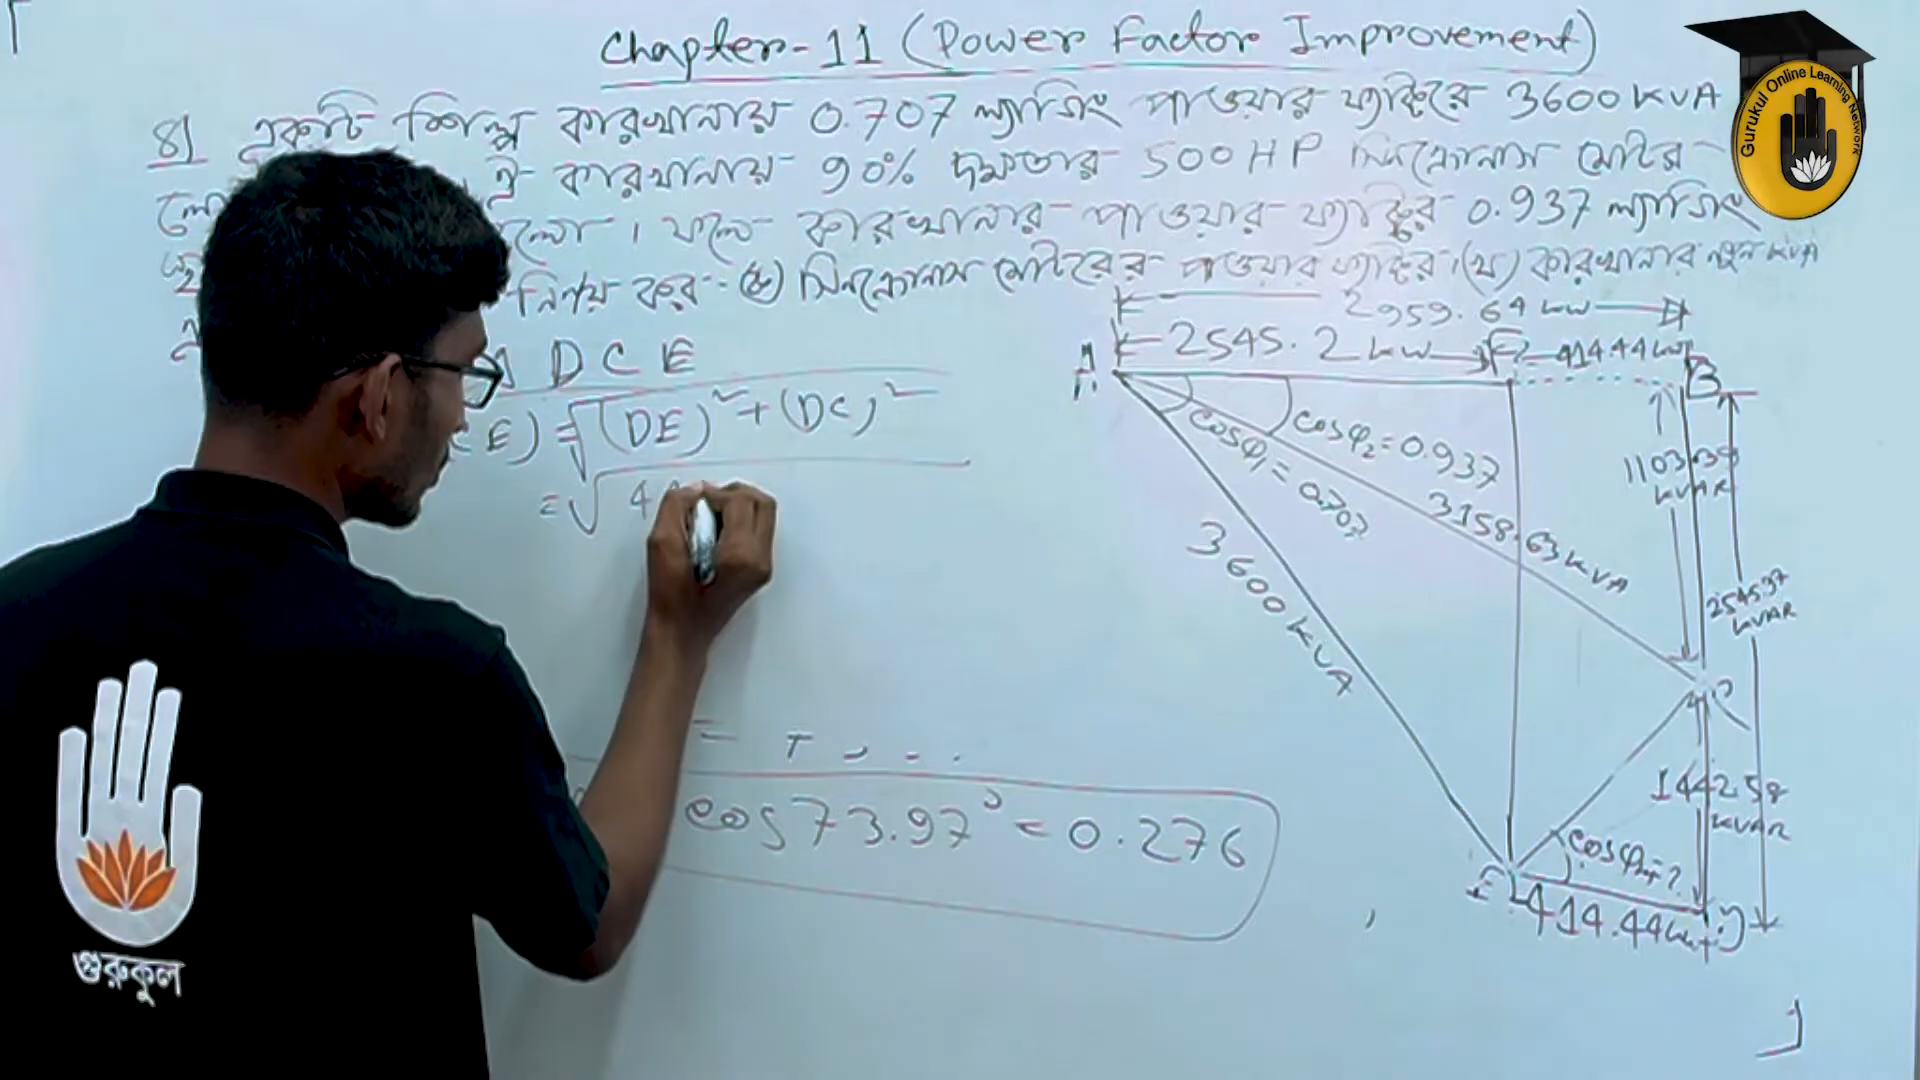 Chapter-11 (Power Factor Improvement)
৪) একটি শিল্প কারখানায় 0.707 ল্যাগিং পাওয়ার ফ্যাক্টরে 3600 KVA
ঐ কারখানায় 90% দক্ষতার 500 HP সিনক্রোনাস মোটর
ফলে কারখানার পাওয়ার ফ্যাক্টর 0.937 ল্যাগিং
নির্ণয় কর: (ক) সিনক্রোনাস মোটরের পাওয়ার ফ্যাক্টর। (খ) কারখানার নতুন KVA
Gurukul Online Learning Network
D C E
E) = √(DE)² + (DC)²
= √ 4
cos 73.97° = 0.276
2959.64 kw
2545.2 kw
F
414.44 kw
A
B
cosφ₁ = 0.707
cosφ₂ = 0.937
1103.39 KVAR
3158.63 KVA
3600 KVA
2545.97 KVAR
C
1442.58 KVAR
cosφm = ?
E
414.44 kw
D
গুরুকুল